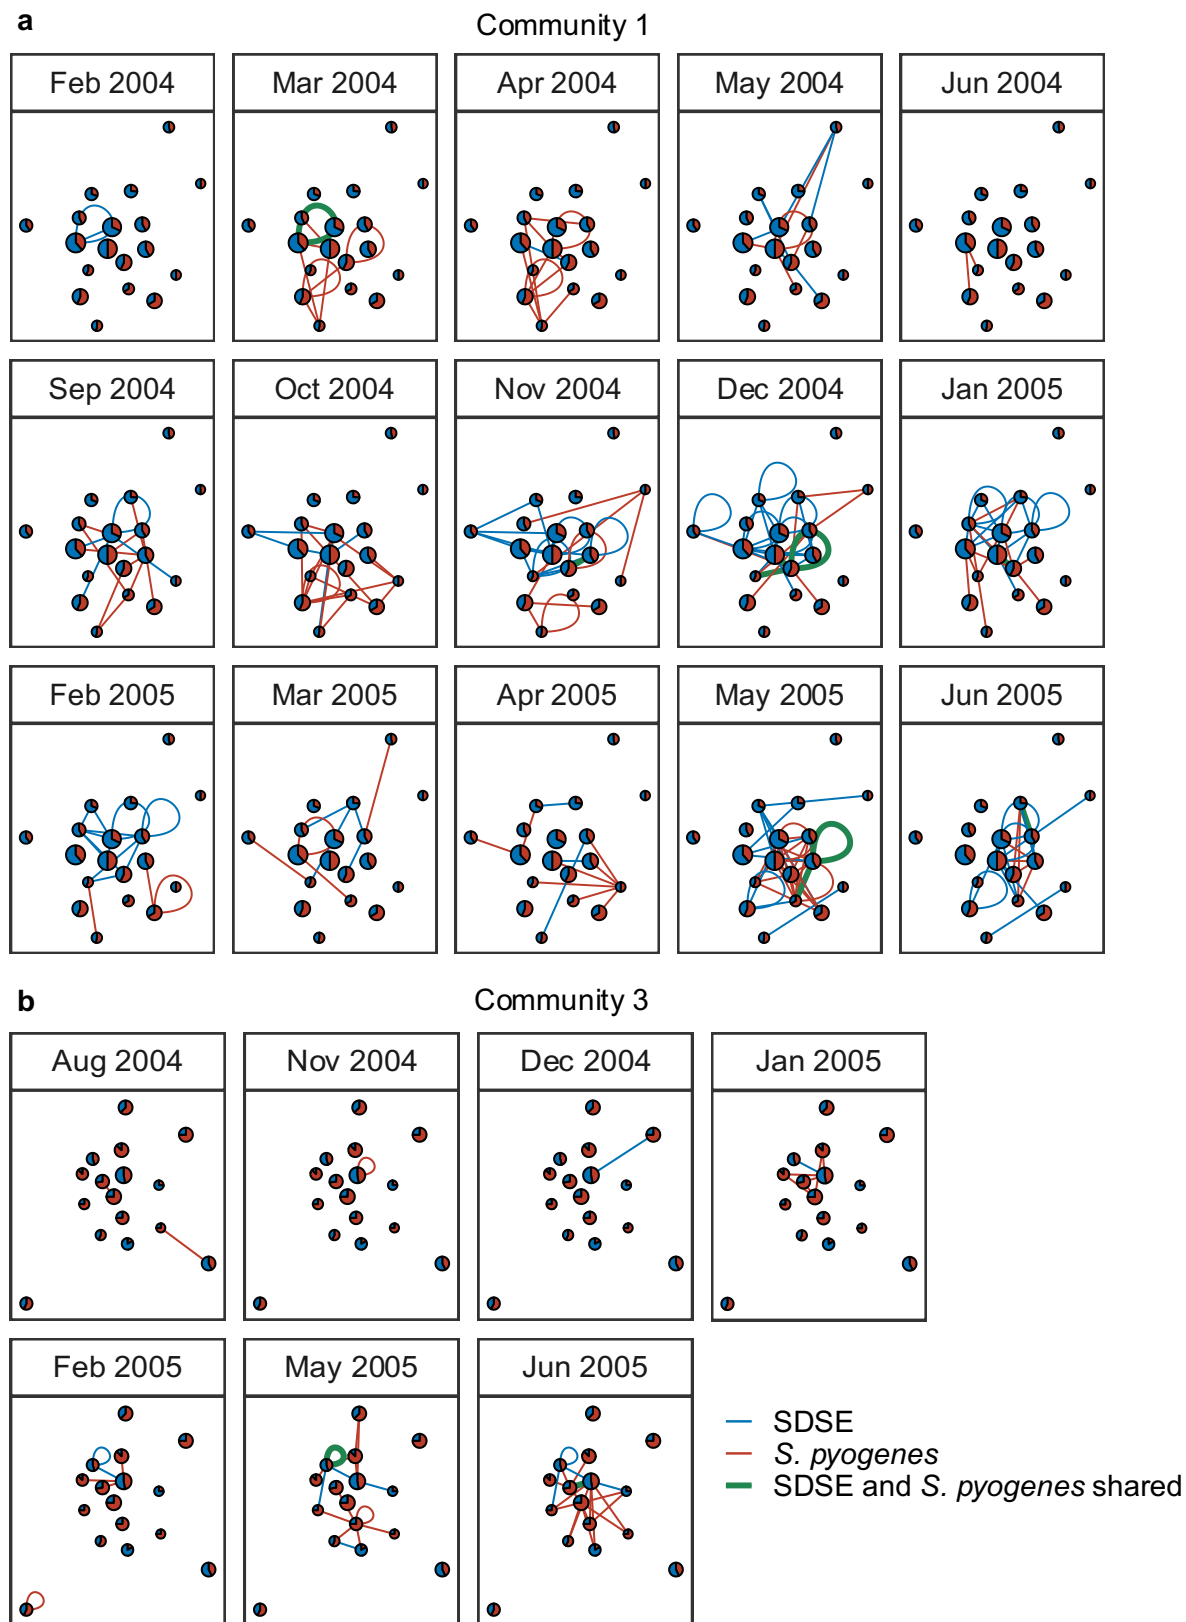 a
Community 1
Feb 2004
Mar 2004
Apr 2004
May 2004
Jun 2004
Sep 2004
Oct 2004
Nov 2004
Dec 2004
Jan 2005
Feb 2005
Mar 2005
Apr 2005
May 2005
Jun 2005
b
Community 3
Aug 2004
Nov 2004
Dec 2004
Jan 2005
Feb 2005
May 2005
Jun 2005
SDSE
S. pyogenes
SDSE and S. pyogenes shared